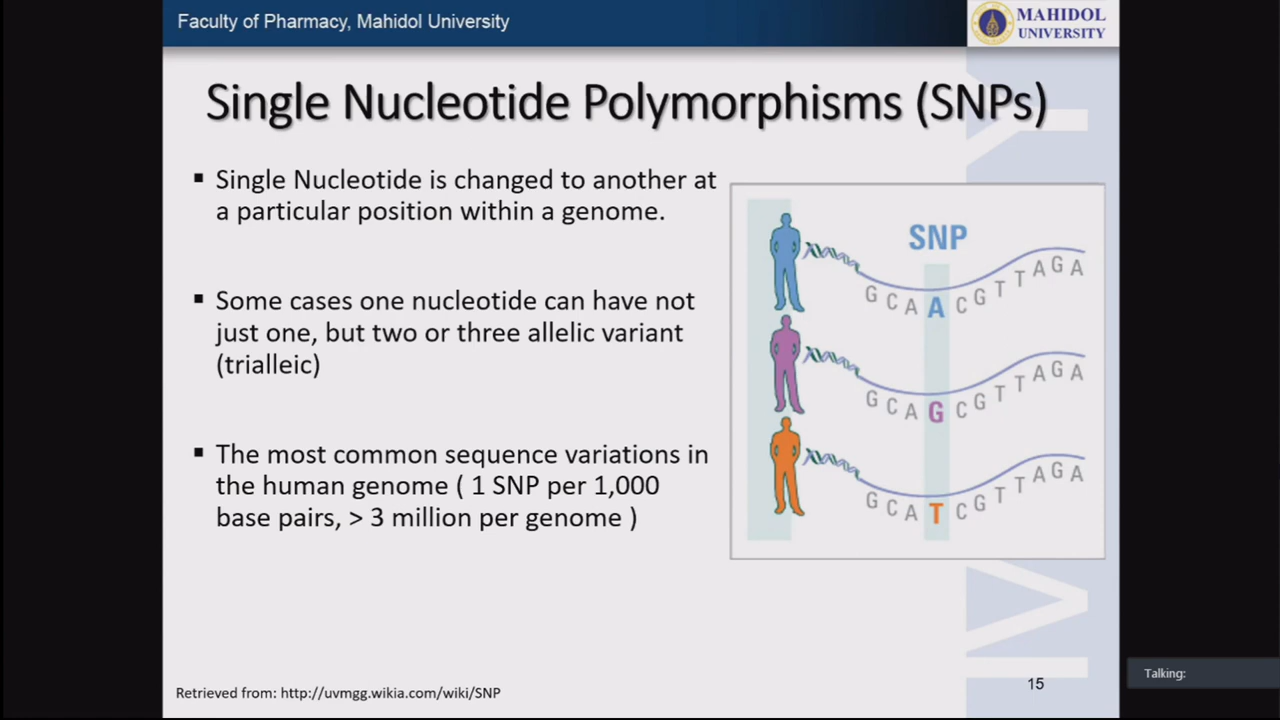 Faculty of Pharmacy, Mahidol University
MAHIDOL
UNIVERSITY
Single Nucleotide Polymorphisms (SNPs)
▪ Single Nucleotide is changed to another at
a particular position within a genome.
▪ Some cases one nucleotide can have not
just one, but two or three allelic variant
(trialleic)
▪ The most common sequence variations in
the human genome ( 1 SNP per 1,000
base pairs, > 3 million per genome )
SNP
G C A A C G T T A G A
G C A G C G T T A G A
G C A T C G T T A G A
Retrieved from: http://uvmgg.wikia.com/wiki/SNP
15
Talking: